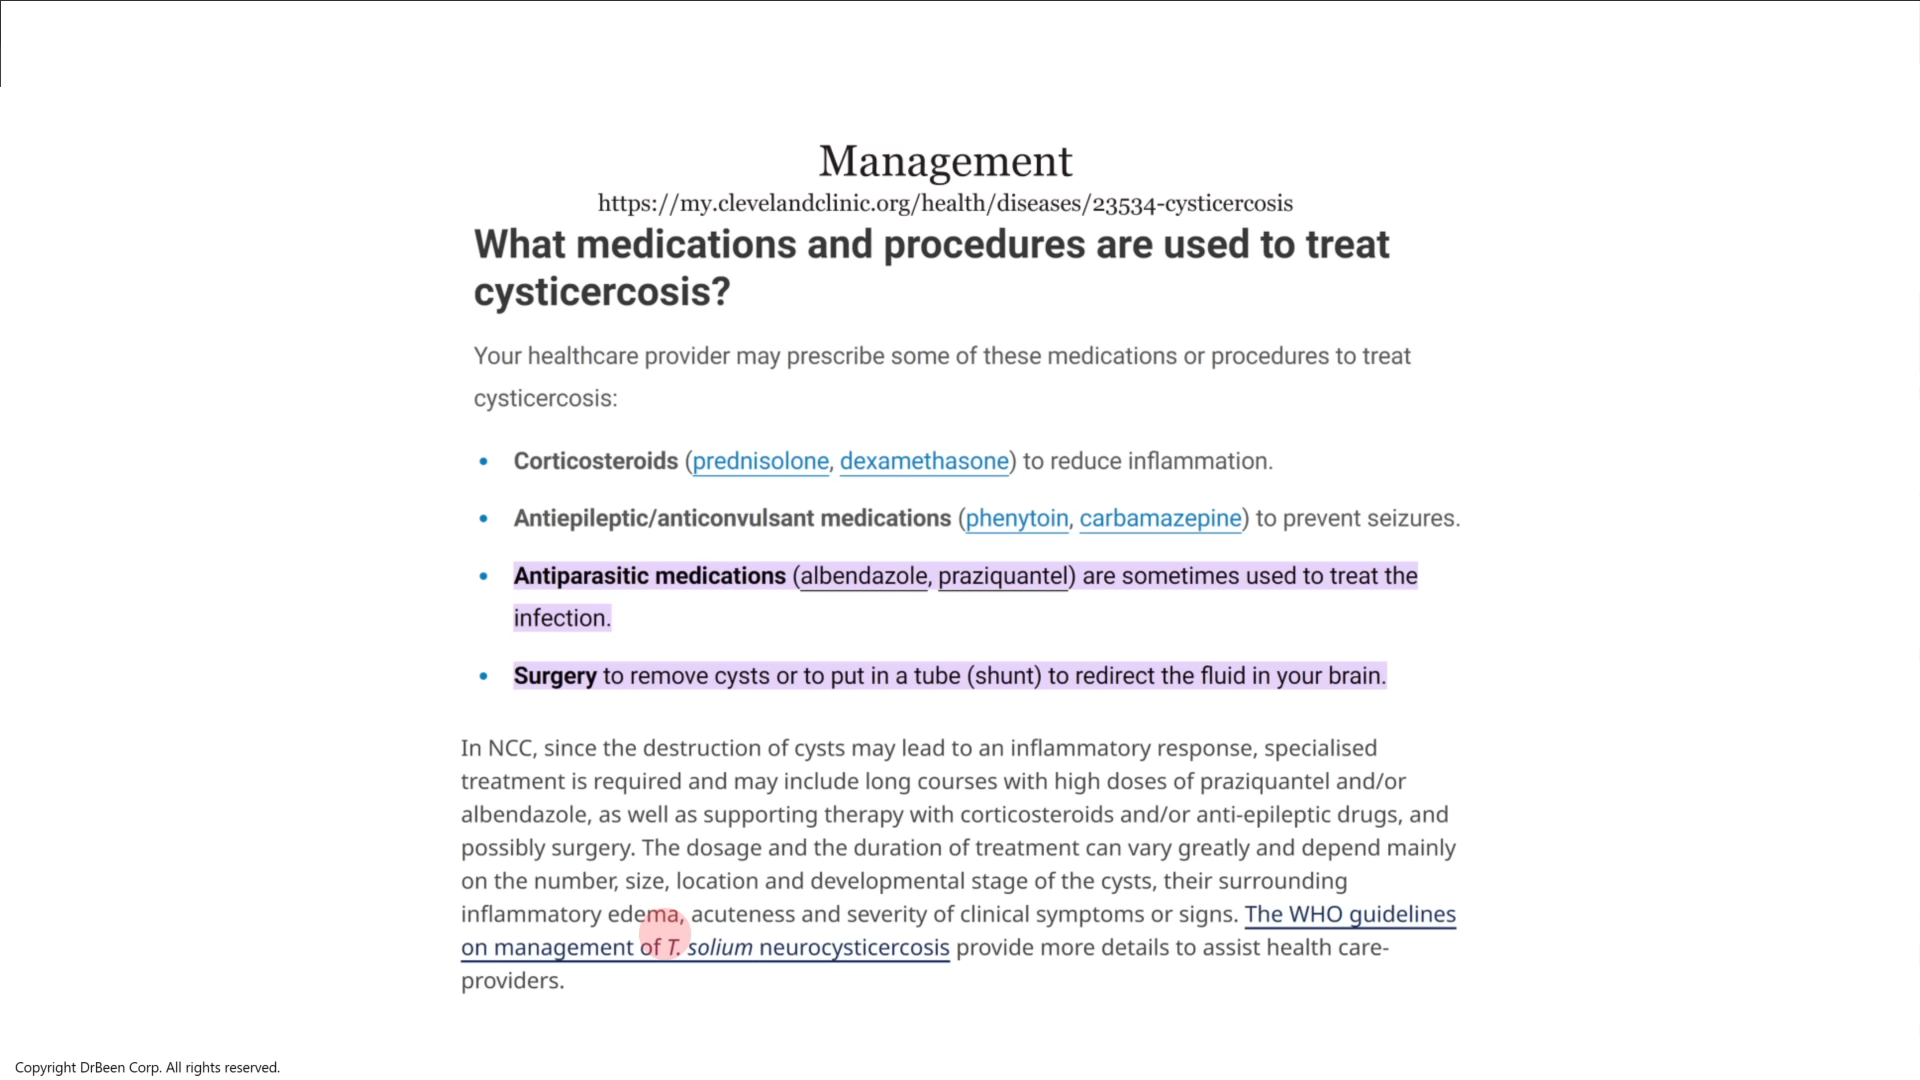 Management
https://my.clevelandclinic.org/health/diseases/23534-cysticercosis
What medications and procedures are used to treat
cysticercosis?
Your healthcare provider may prescribe some of these medications or procedures to treat
cysticercosis:
• Corticosteroids (prednisolone, dexamethasone) to reduce inflammation.
• Antiepileptic/anticonvulsant medications (phenytoin, carbamazepine) to prevent seizures.
• Antiparasitic medications (albendazole, praziquantel) are sometimes used to treat the
infection.
• Surgery to remove cysts or to put in a tube (shunt) to redirect the fluid in your brain.
In NCC, since the destruction of cysts may lead to an inflammatory response, specialised
treatment is required and may include long courses with high doses of praziquantel and/or
albendazole, as well as supporting therapy with corticosteroids and/or anti-epileptic drugs, and
possibly surgery. The dosage and the duration of treatment can vary greatly and depend mainly
on the number, size, location and developmental stage of the cysts, their surrounding
inflammatory edema, acuteness and severity of clinical symptoms or signs. The WHO guidelines
on management of T. solium neurocysticercosis provide more details to assist health care-
providers.
Copyright DrBeen Corp. All rights reserved.